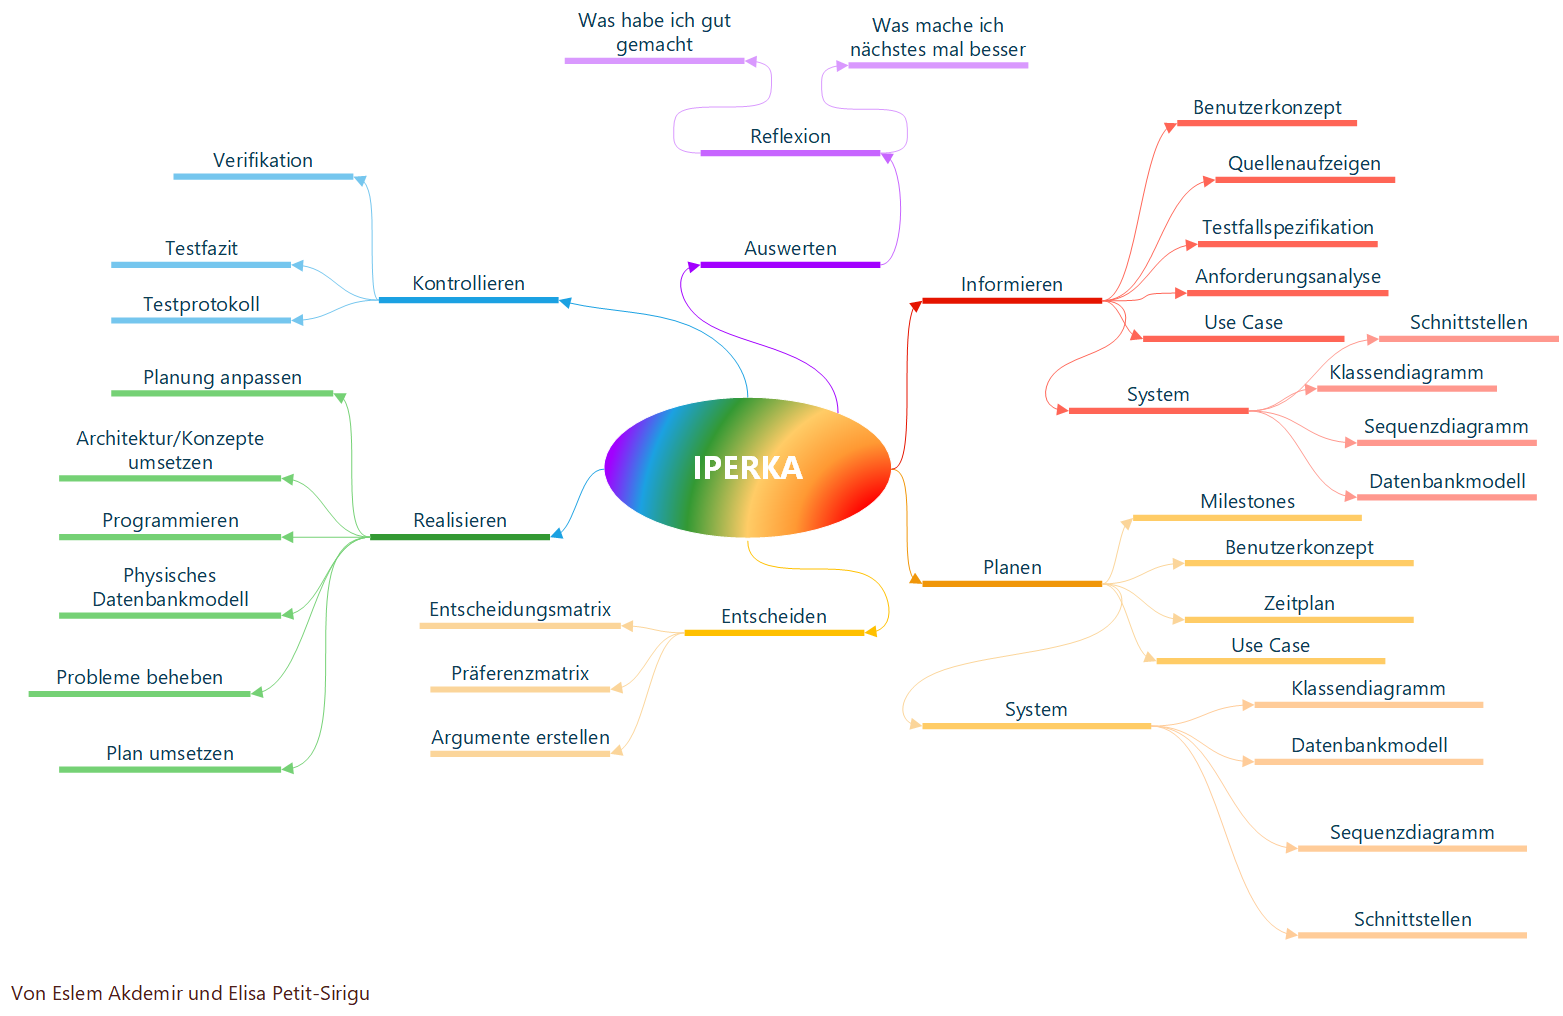 IPERKA
Informieren
Benutzerkonzept
Quellenaufzeigen
Testfallspezifikation
Anforderungsanalyse
Use Case
System
Schnittstellen
Klassendiagramm
Sequenzdiagramm
Datenbankmodell
Planen
Milestones
Benutzerkonzept
Zeitplan
Use Case
System
Klassendiagramm
Datenbankmodell
Sequenzdiagramm
Schnittstellen
Entscheiden
Entscheidungsmatrix
Präferenzmatrix
Argumente erstellen
Realisieren
Planung anpassen
Architektur/Konzepte
umsetzen
Programmieren
Physisches
Datenbankmodell
Probleme beheben
Plan umsetzen
Kontrollieren
Verifikation
Testfazit
Testprotokoll
Auswerten
Reflexion
Was habe ich gut
gemacht
Was mache ich
nächstes mal besser
Von Eslem Akdemir und Elisa Petit-Sirigu